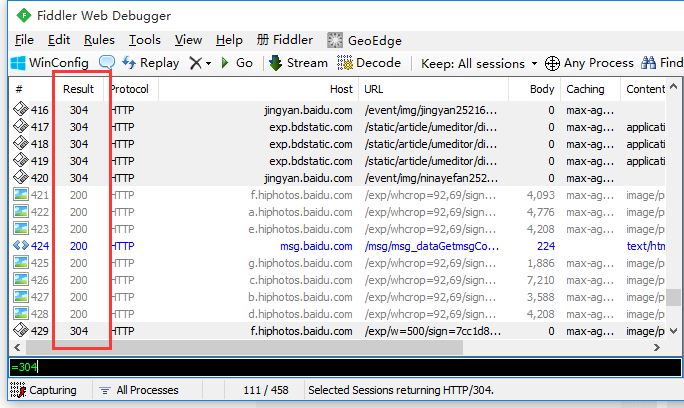 Fiddler Web Debugger
File Edit Rules Tools View Help 册 Fiddler GeoEdge
WinConfig Replay Go Stream Decode Keep: All sessions Any Process Find
# Result Protocol Host URL Body Caching Content
416 304 HTTP jingyan.baidu.com /event/img/jingyan25216... 0 max-ag...
417 304 HTTP exp.bdstatic.com /static/article/umeditor/di... 0 max-ag... applicati
418 304 HTTP exp.bdstatic.com /static/article/umeditor/di... 0 max-ag... applicati
419 304 HTTP exp.bdstatic.com /static/article/umeditor/di... 0 max-ag... applicati
420 304 HTTP jingyan.baidu.com /event/img/ninayefan252... 0 max-ag...
421 200 HTTP f.hiphotos.baidu.com /exp/whcrop=92,69/sign... 4,093 max-ag... image/p
422 200 HTTP a.hiphotos.baidu.com /exp/whcrop=92,69/sign... 4,776 max-ag... image/p
423 200 HTTP e.hiphotos.baidu.com /exp/whcrop=92,69/sign... 4,208 max-ag... image/p
424 200 HTTP msg.baidu.com /msg/msg_dataGetmsgCo... 224 text/htm
425 200 HTTP g.hiphotos.baidu.com /exp/whcrop=92,69/sign... 1,886 max-ag... image/p
426 200 HTTP c.hiphotos.baidu.com /exp/whcrop=92,69/sign... 7,210 max-ag... image/p
427 200 HTTP b.hiphotos.baidu.com /exp/whcrop=92,69/sign... 3,588 max-ag... image/p
428 200 HTTP d.hiphotos.baidu.com /exp/whcrop=92,69/sign... 4,208 max-ag... image/p
429 304 HTTP f.hiphotos.baidu.com /exp/w=500/sign=7cc1d8... 0 max-ag... image/p
=304
Capturing All Processes 111 / 458 Selected Sessions returning HTTP/304.